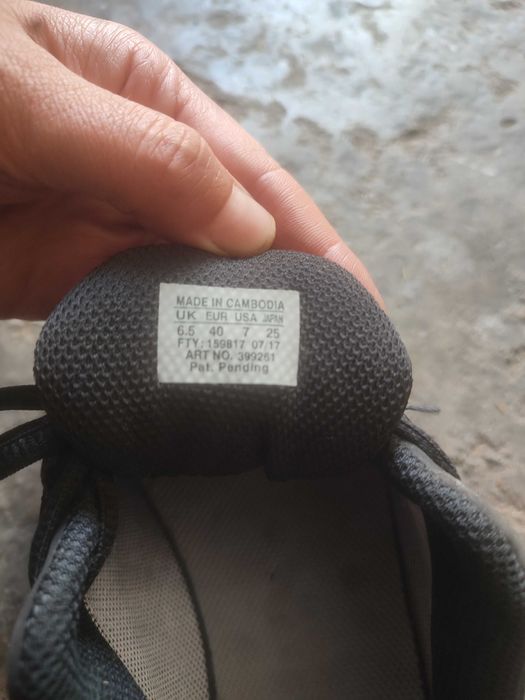 MADE IN CAMBODIA
UK EUR USA JAPAN
6.5 40 7 25
FTY: 159817 07/17
ART NO. 399261
Pat. Pending